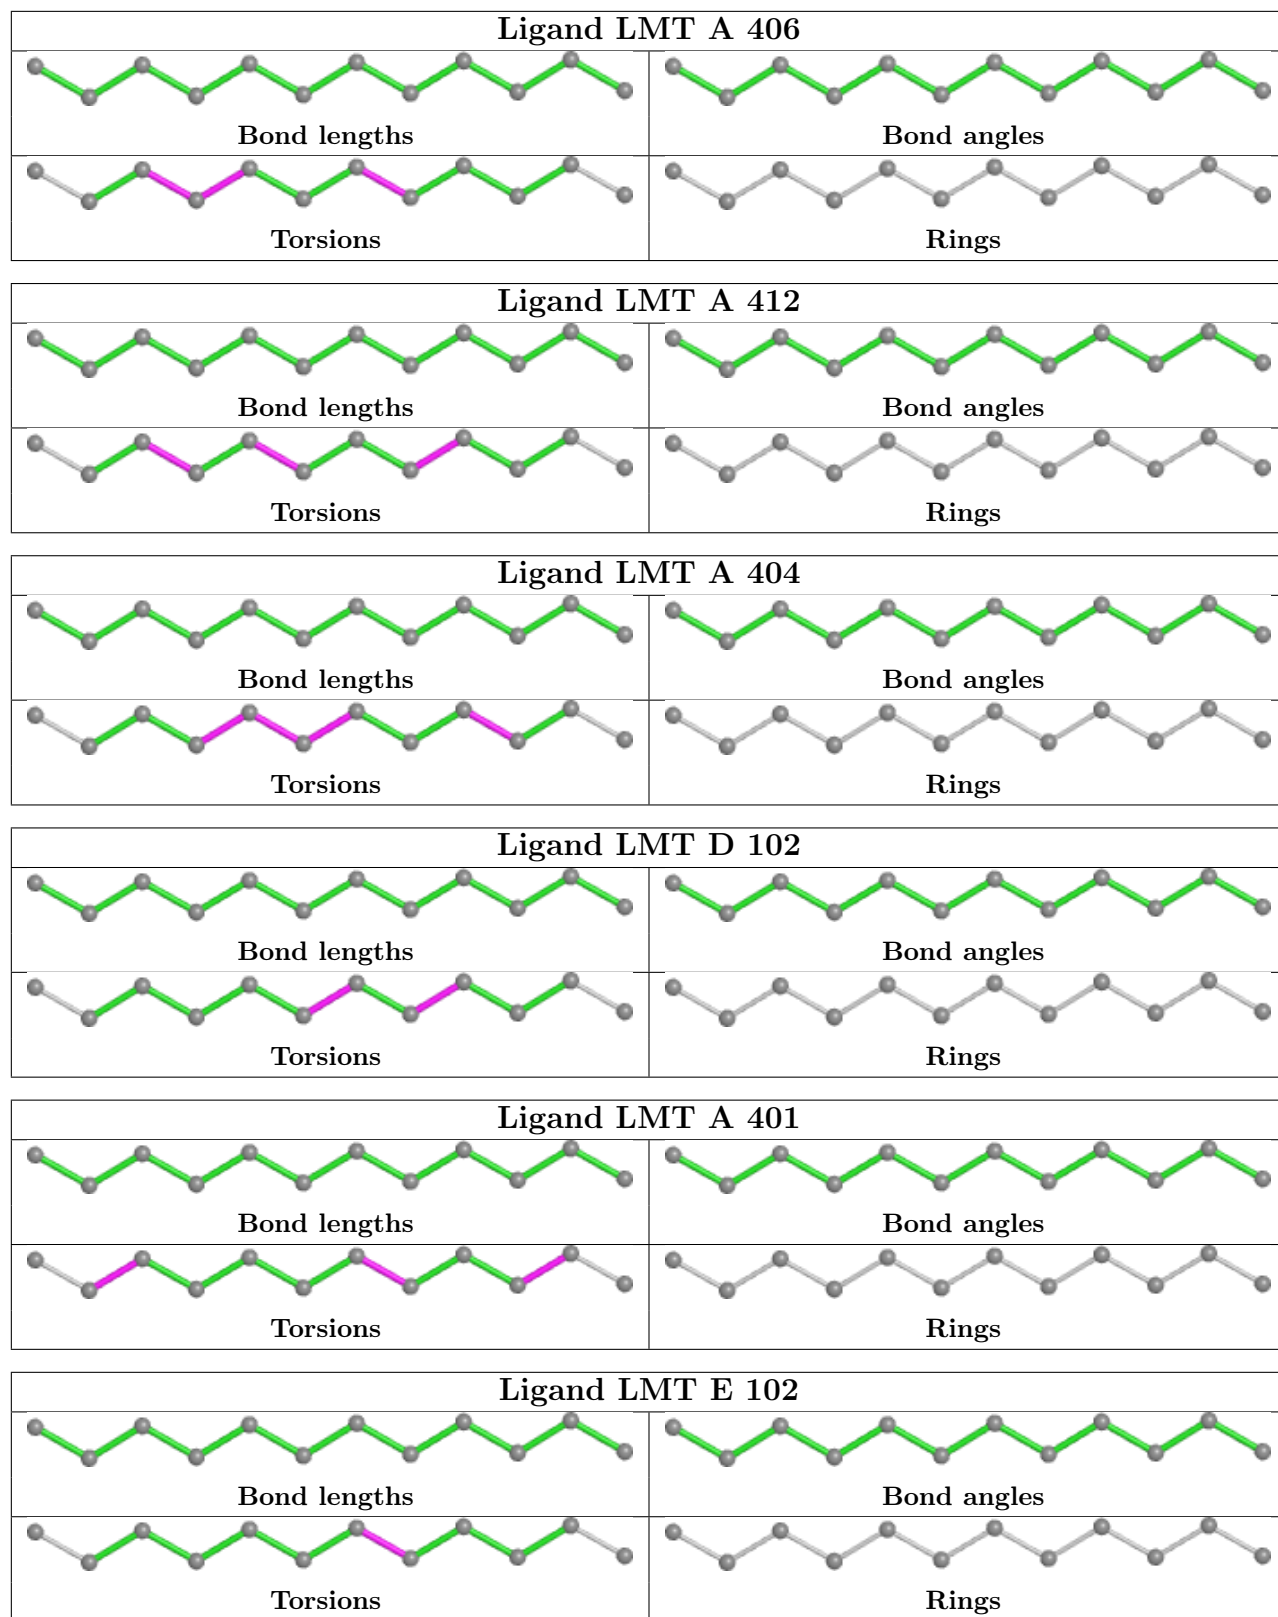 Ligand LMT A 406
Bond lengths
Bond angles
Torsions
Rings
Ligand LMT A 412
Bond lengths
Bond angles
Torsions
Rings
Ligand LMT A 404
Bond lengths
Bond angles
Torsions
Rings
Ligand LMT D 102
Bond lengths
Bond angles
Torsions
Rings
Ligand LMT A 401
Bond lengths
Bond angles
Torsions
Rings
Ligand LMT E 102
Bond lengths
Bond angles
Torsions
Rings